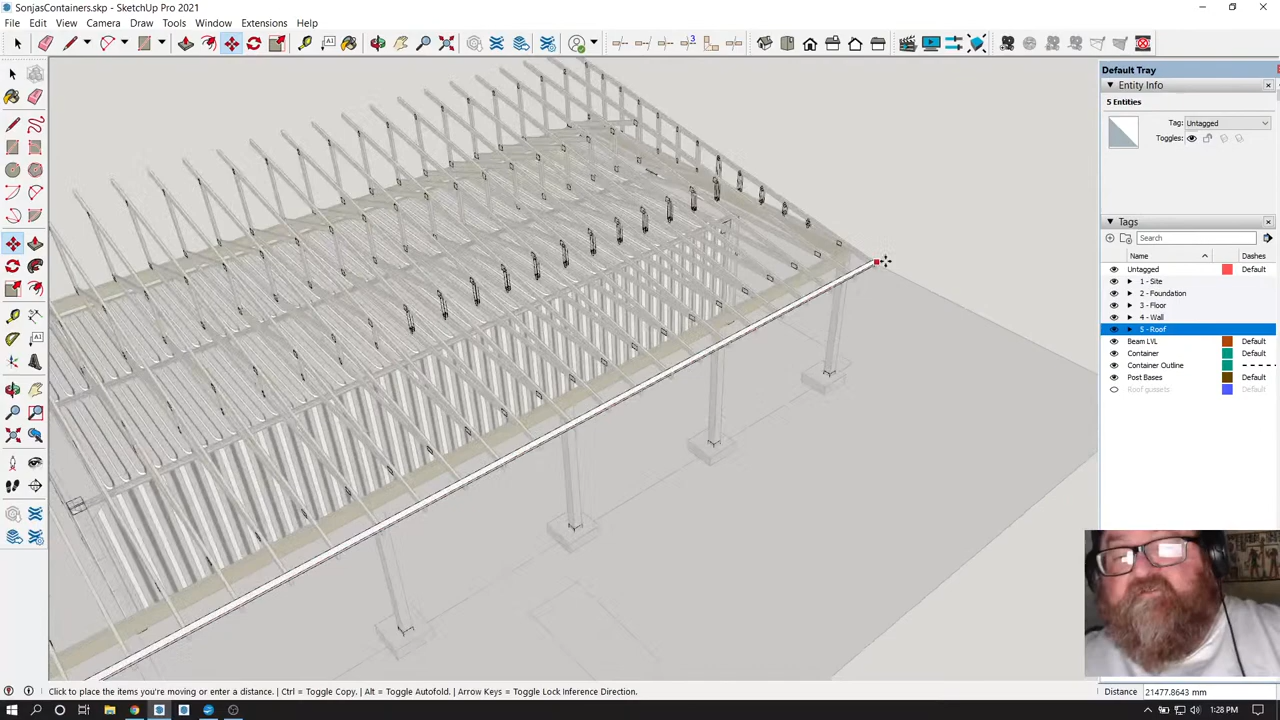 SonjasContainers.skp - SketchUp Pro 2021
File Edit View Camera Draw Tools Window Extensions Help
3
Default Tray
Entity Info
5 Entities
Tag: Untagged
Toggles:
Tags
Search
Name Dashes
Untagged Default
1 - Site
2 - Foundation
3 - Floor
4 - Wall
5 - Roof
Beam LVL Default
Container Default
Container Outline
Post Bases Default
Roof gussets Default
Click to place the items you're moving or enter a distance. | Ctrl = Toggle Copy. | Alt = Toggle Autofold. | Arrow Keys = Toggle Lock Inference Direction.
Distance 21477.8643 mm
1:28 PM